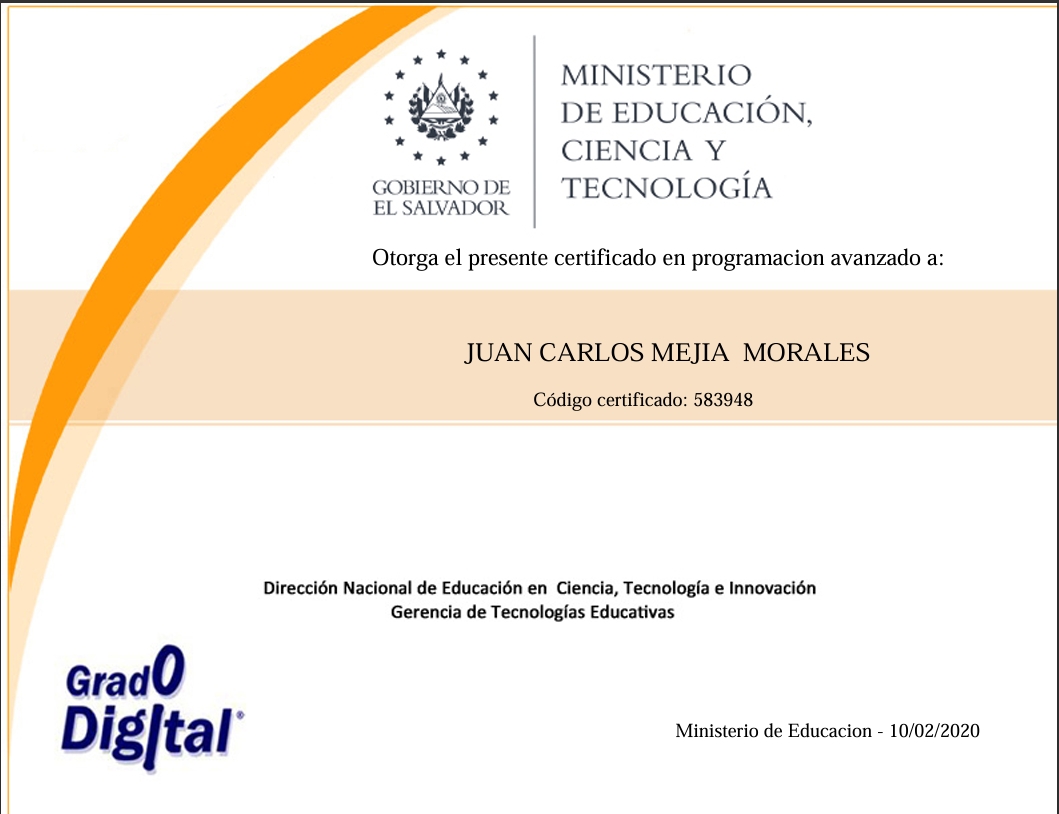 GOBIERNO DE
EL SALVADOR
MINISTERIO
DE EDUCACIÓN,
CIENCIA Y
TECNOLOGÍA
Otorga el presente certificado en programacion avanzado a:
JUAN CARLOS MEJIA  MORALES
Código certificado: 583948
Dirección Nacional de Educación en  Ciencia, Tecnología e Innovación
Gerencia de Tecnologías Educativas
Grado
Digital®
Ministerio de Educacion - 10/02/2020